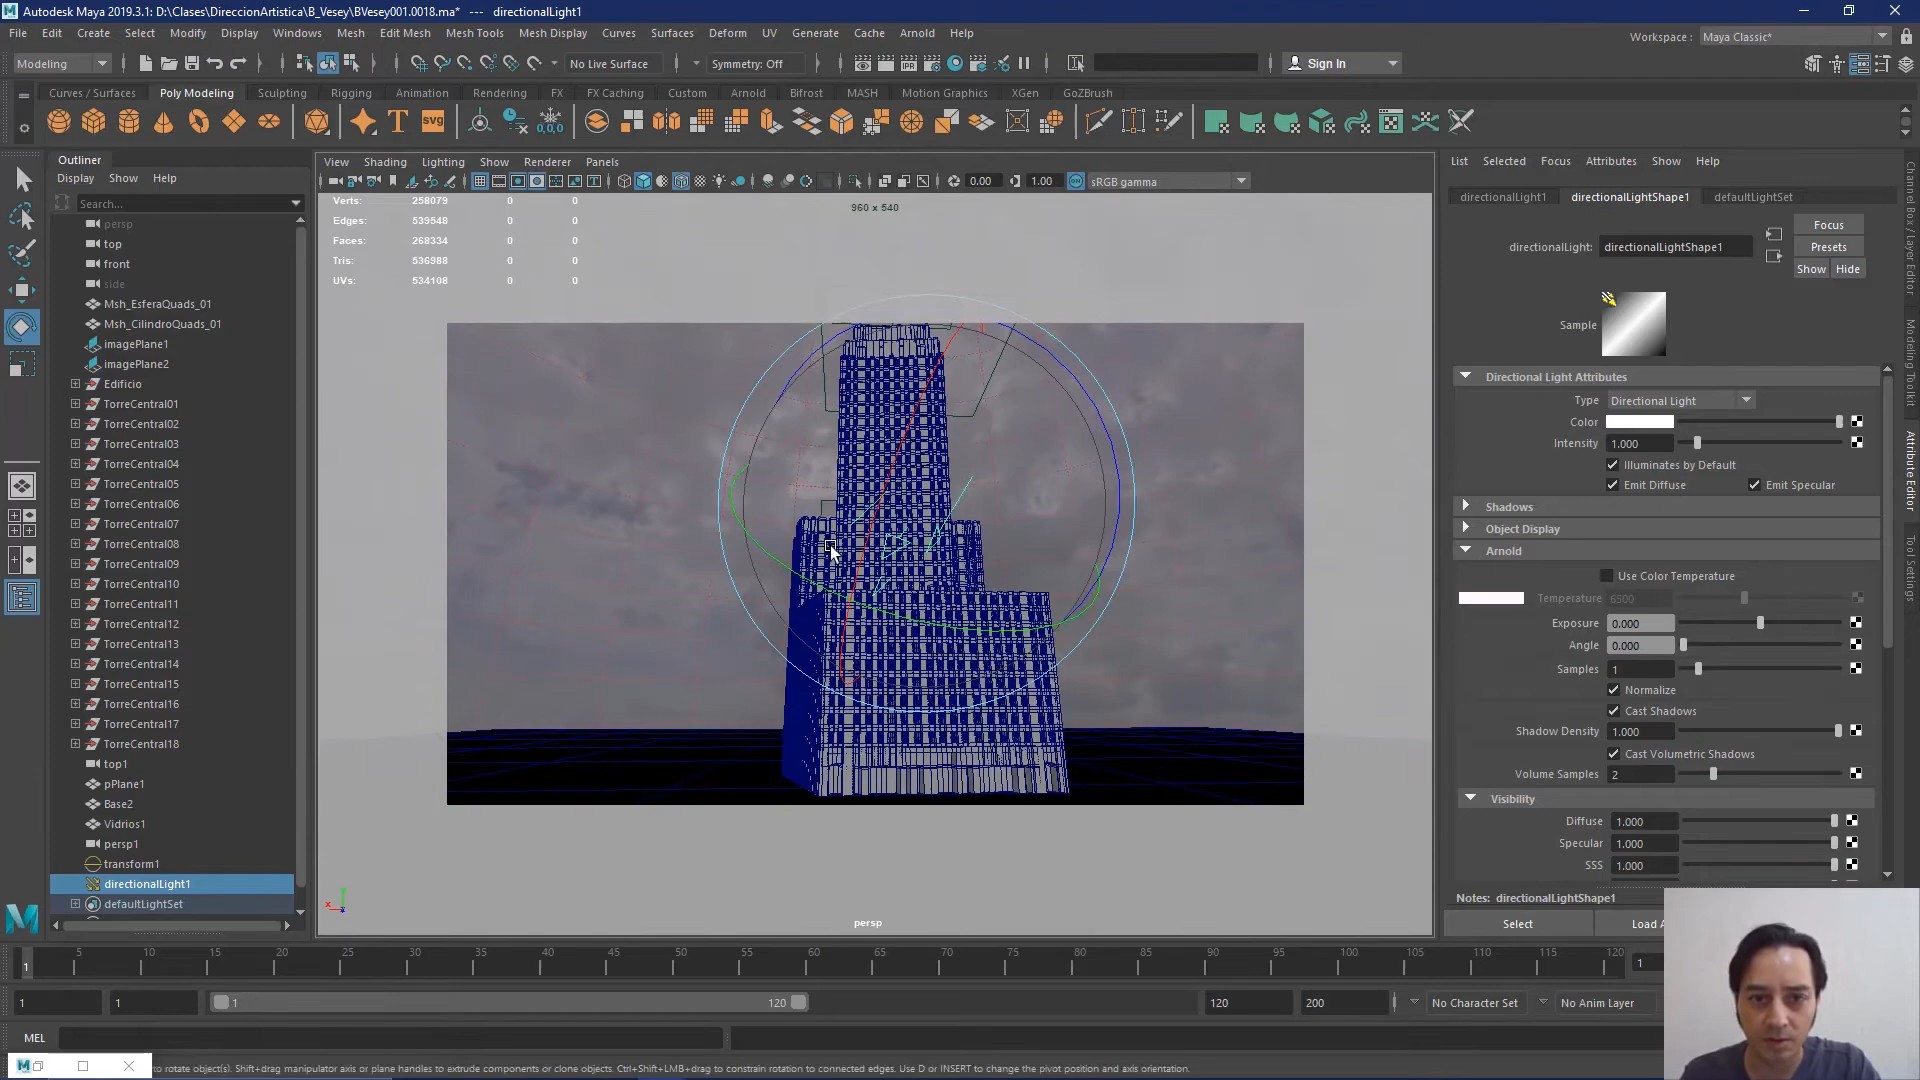 Autodesk Maya 2019.3.1: D:\Clases\DireccionArtistica\B_Vesey\BVesey001.0018.ma*   ---   directionalLight1
File Edit Create Select Modify Display Windows Mesh Edit Mesh Mesh Tools Mesh Display Curves Surfaces Deform UV Generate Cache Arnold Help
Workspace : Maya Classic*
Modeling No Live Surface Symmetry: Off Sign In
Curves / Surfaces Poly Modeling Sculpting Rigging Animation Rendering FX FX Caching Custom Arnold Bifrost MASH Motion Graphics XGen GoZBrush
Outliner
Display Show Help
Search...
persp
top
front
side
Msh_EsferaQuads_01
Msh_CilindroQuads_01
imagePlane1
imagePlane2
Edificio
TorreCentral01
TorreCentral02
TorreCentral03
TorreCentral04
TorreCentral05
TorreCentral06
TorreCentral07
TorreCentral08
TorreCentral09
TorreCentral10
TorreCentral11
TorreCentral12
TorreCentral13
TorreCentral14
TorreCentral15
TorreCentral16
TorreCentral17
TorreCentral18
top1
pPlane1
Base2
Vidrios1
persp1
transform1
directionalLight1
defaultLightSet
View Shading Lighting Show Renderer Panels
0.00 1.00 sRGB gamma
Verts: 258079 0 0
Edges: 539548 0 0
Faces: 268334 0 0
Tris: 536988 0 0
UVs: 534108 0 0
960 x 540
persp
List Selected Focus Attributes Show Help
directionalLight1 directionalLightShape1 defaultLightSet
directionalLight: directionalLightShape1
Focus
Presets
Show Hide
Sample
Directional Light Attributes
Type Directional Light
Color
Intensity 1.000
Illuminates by Default
Emit Diffuse Emit Specular
Shadows
Object Display
Arnold
Use Color Temperature
Temperature 6500
Exposure 0.000
Angle 0.000
Samples 1
Normalize
Cast Shadows
Shadow Density 1.000
Cast Volumetric Shadows
Volume Samples 2
Visibility
Diffuse 1.000
Specular 1.000
SSS 1.000
Notes: directionalLightShape1
Select Load A
Channel Box / Layer Editor
Modeling Toolkit
Attribute Editor
Tool Settings
5 10 15 20 25 30 35 40 45 50 55 60 65 70 75 80 85 90 95 100 105 110 115 120
1 1
1 1 1 120 120 200 No Character Set No Anim Layer
MEL
to rotate object(s). Shift+drag manipulator axis or plane handles to extrude components or clone objects. Ctrl+Shift+LMB+drag to constrain rotation to connected edges. Use D or INSERT to change the pivot position and axis orientation.